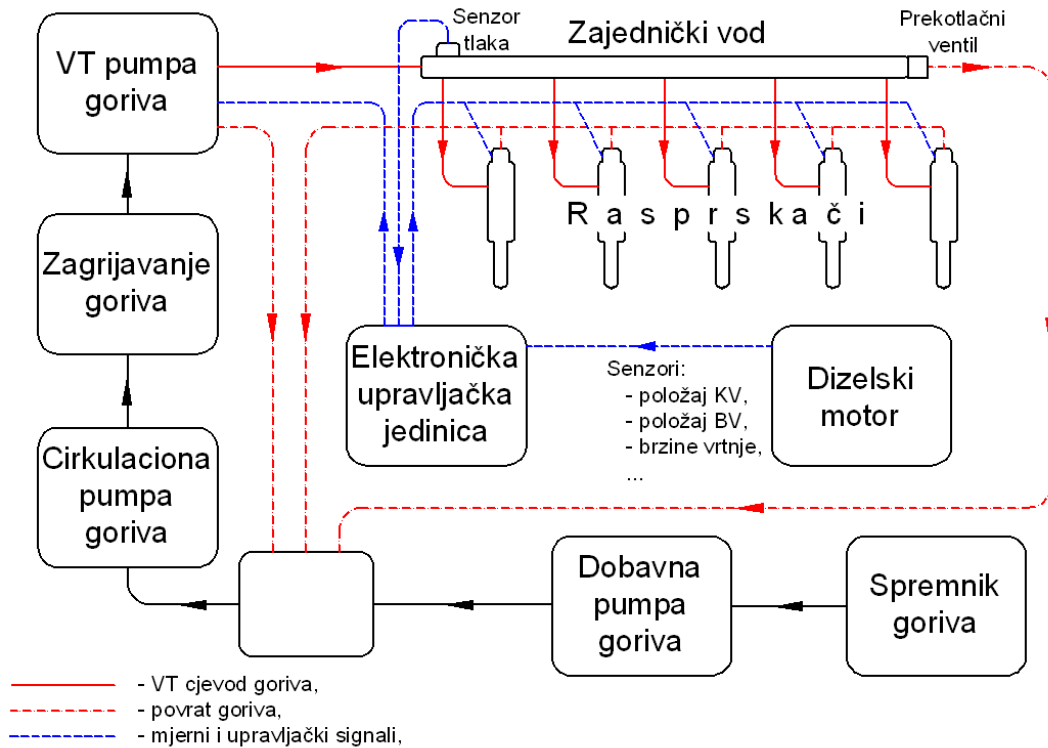 Senzor
tlaka
Zajednički vod
Prekotlačni
ventil
VT pumpa
goriva
Zagrijavanje
goriva
R a s p r s k a č i
Elektronička
upravljačka
jedinica
Senzori:
- položaj KV,
- položaj BV,
- brzine vrtnje,
...
Dizelski
motor
Cirkulaciona
pumpa
goriva
Dobavna
pumpa
goriva
Spremnik
goriva
- VT cjevod goriva,
- povrat goriva,
- mjerni i upravljački signali,